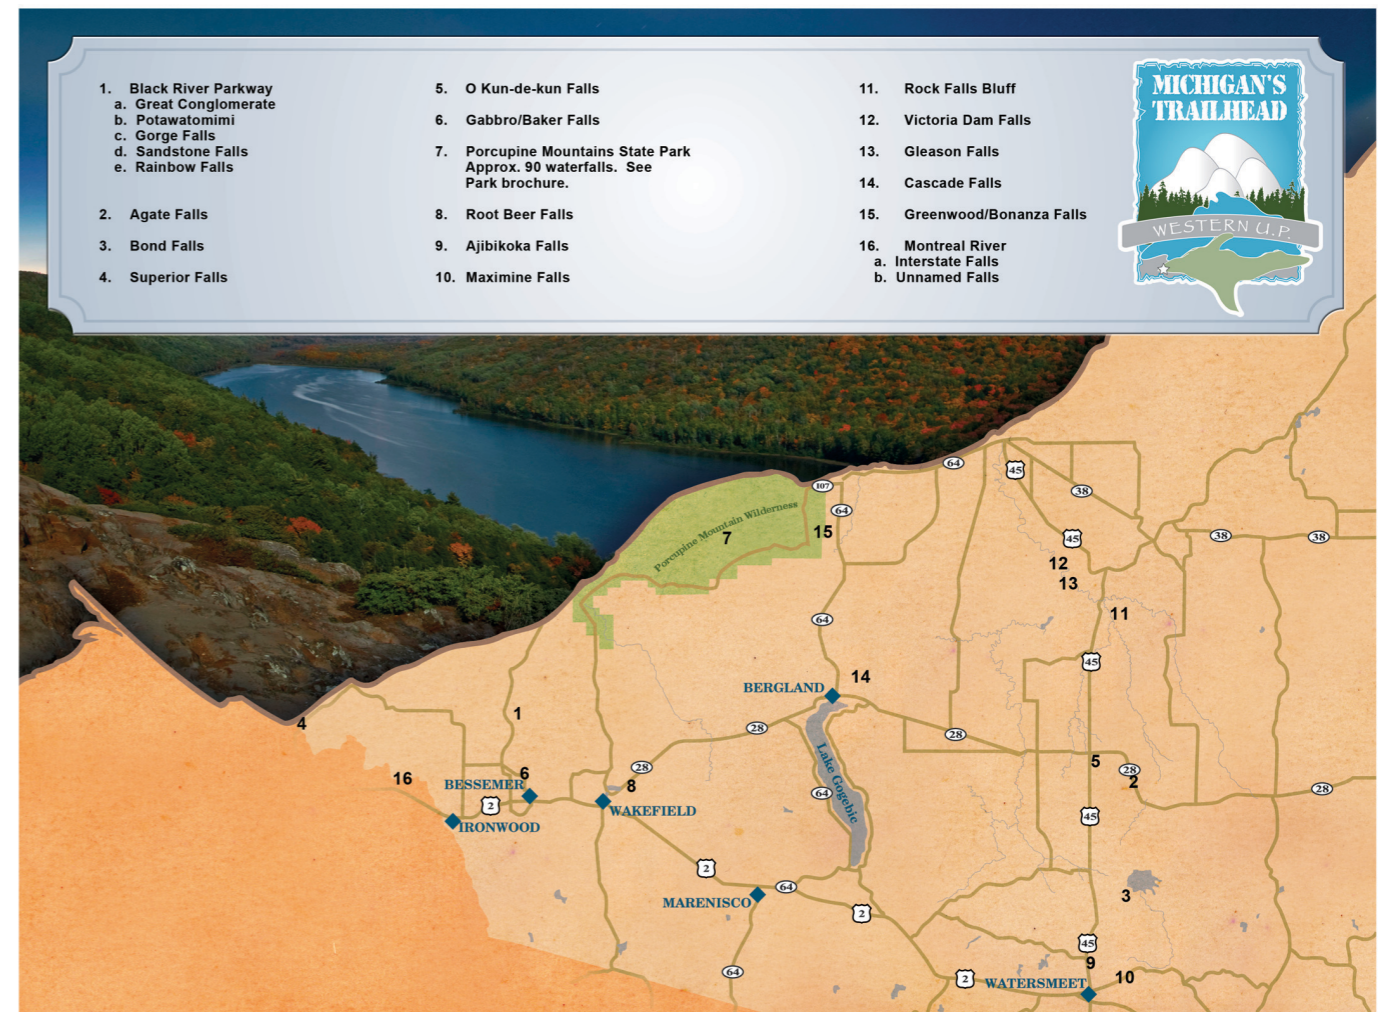 1. Black River Parkway
a. Great Conglomerate
b. Potawatomimi
c. Gorge Falls
d. Sandstone Falls
e. Rainbow Falls
2. Agate Falls
3. Bond Falls
4. Superior Falls
5. O Kun-de-kun Falls
6. Gabbro/Baker Falls
7. Porcupine Mountains State Park
Approx. 90 waterfalls. See
Park brochure.
8. Root Beer Falls
9. Ajibikoka Falls
10. Maximine Falls
11. Rock Falls Bluff
12. Victoria Dam Falls
13. Gleason Falls
14. Cascade Falls
15. Greenwood/Bonanza Falls
16. Montreal River
a. Interstate Falls
b. Unnamed Falls
MICHIGAN'S
TRAILHEAD
WESTERN U.P.
64
45
107
38
64
Porcupine Mountain Wilderness
7
15
45
38
38
12
13
11
64
45
14
BERGLAND
4
1
28
28
Lake Gogebic
5
28
2
16
6
BESSEMER
28
8
64
28
2
IRONWOOD
WAKEFIELD
45
2
64
MARENISCO
3
2
45
9
64
2
WATERSMEET
10